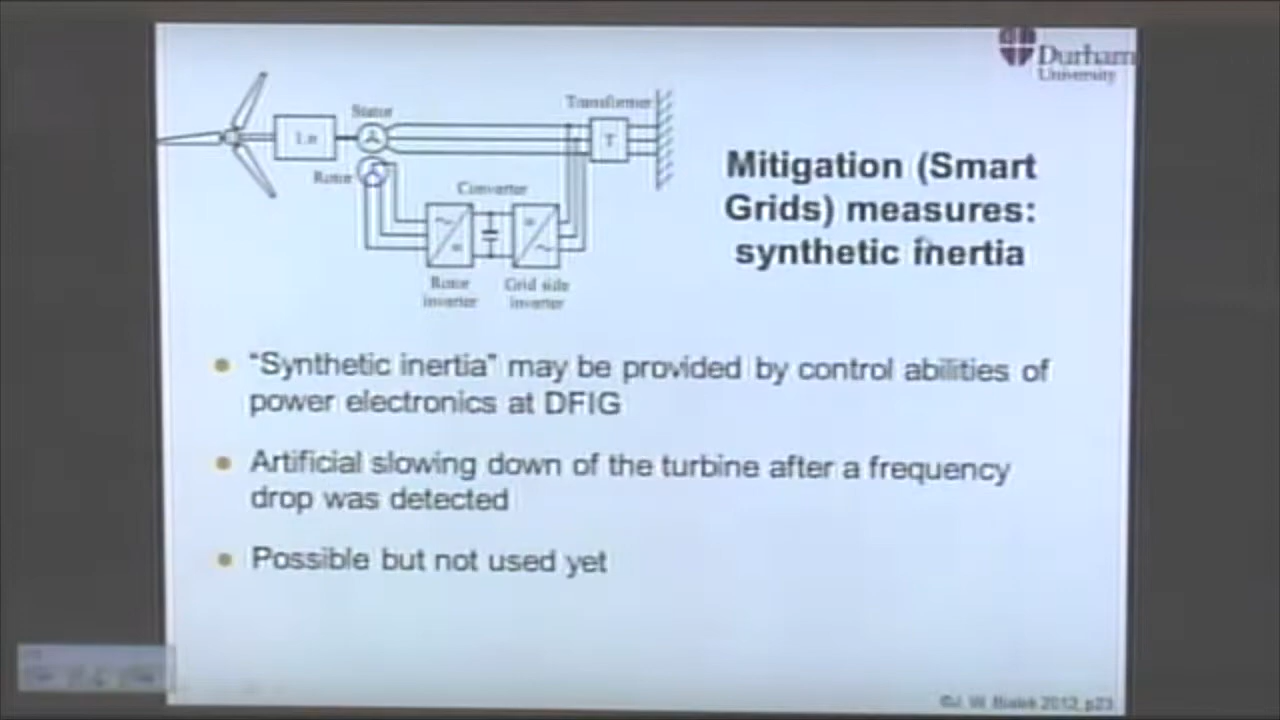 Durham
University
Stator
Transformer
1:n
T
Rotor
Converter
Rotor
inverter
Grid side
inverter
Mitigation (Smart
Grids) measures:
synthetic inertia
"Synthetic inertia" may be provided by control abilities of
power electronics at DFIG
Artificial slowing down of the turbine after a frequency
drop was detected
Possible but not used yet
©J. W. Bialek 2012 p23